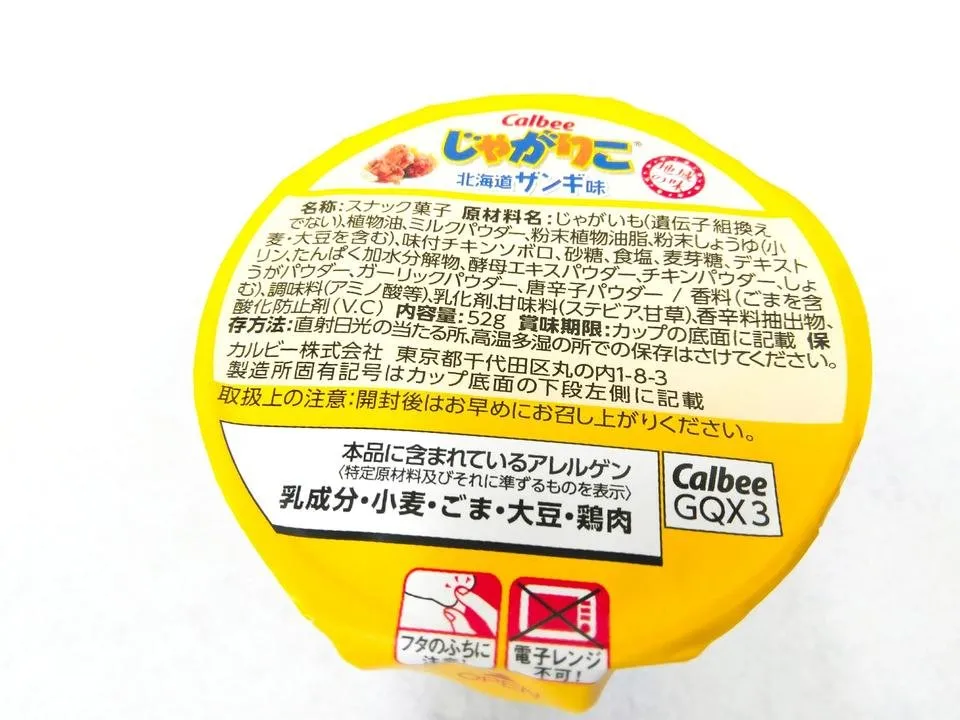 Calbee
じゃがりこ®
北海道ザンギ味
地域の味
名称:スナック菓子 原材料名:じゃがいも(遺伝子組換え
でない)、植物油、ミルクパウダー、粉末植物油脂、粉末しょうゆ(小
麦・大豆を含む)、味付チキンソボロ、砂糖、食塩、麦芽糖、デキスト
リン、たんぱく加水分解物、酵母エキスパウダー、チキンパウダー、しょ
うがパウダー、ガーリックパウダー、唐辛子パウダー / 香料(ごまを含
む)、調味料(アミノ酸等)、乳化剤、甘味料(ステビア、甘草)、香辛料抽出物、
酸化防止剤(V.C) 内容量:52g 賞味期限:カップの底面に記載 保
存方法:直射日光の当たる所、高温多湿の所での保存はさけてください。
カルビー株式会社 東京都千代田区丸の内1-8-3
製造所固有記号はカップ底面の下段左側に記載
取扱上の注意:開封後はお早めにお召し上がりください。
本品に含まれているアレルゲン
〈特定原材料及びそれに準ずるものを表示〉
乳成分・小麦・ごま・大豆・鶏肉
Calbee
GQX3
フタのふちに
注意!
電子レンジ
不可!
OPEN